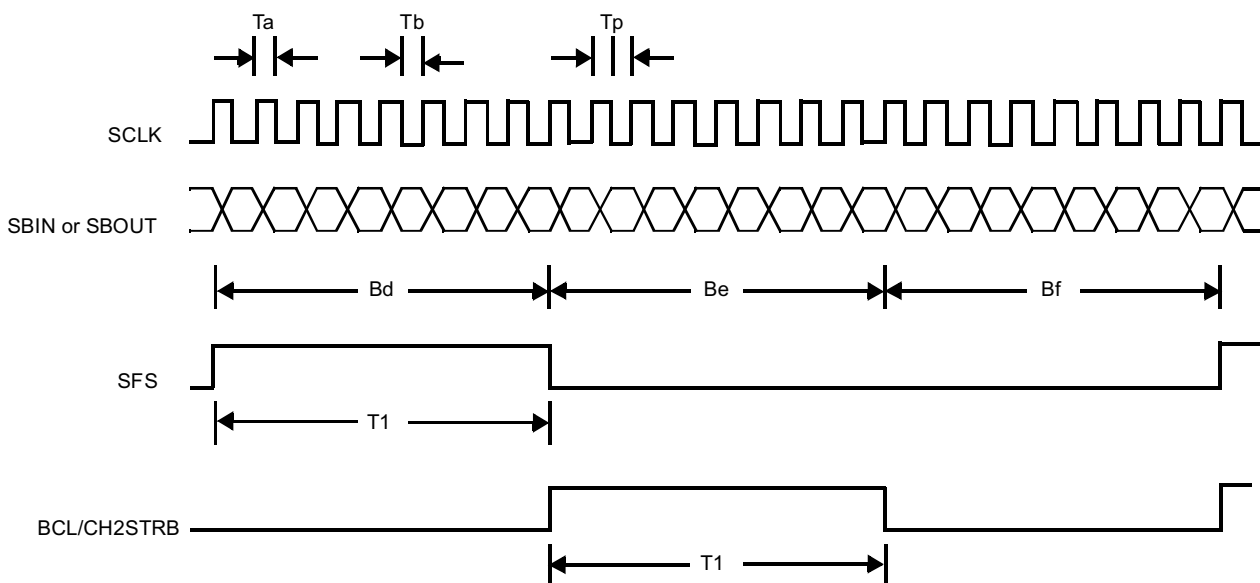 Ta Tb Tp
SCLK
SBIN or SBOUT
Bd Be Bf
SFS
T1
BCL/CH2STRB
T1